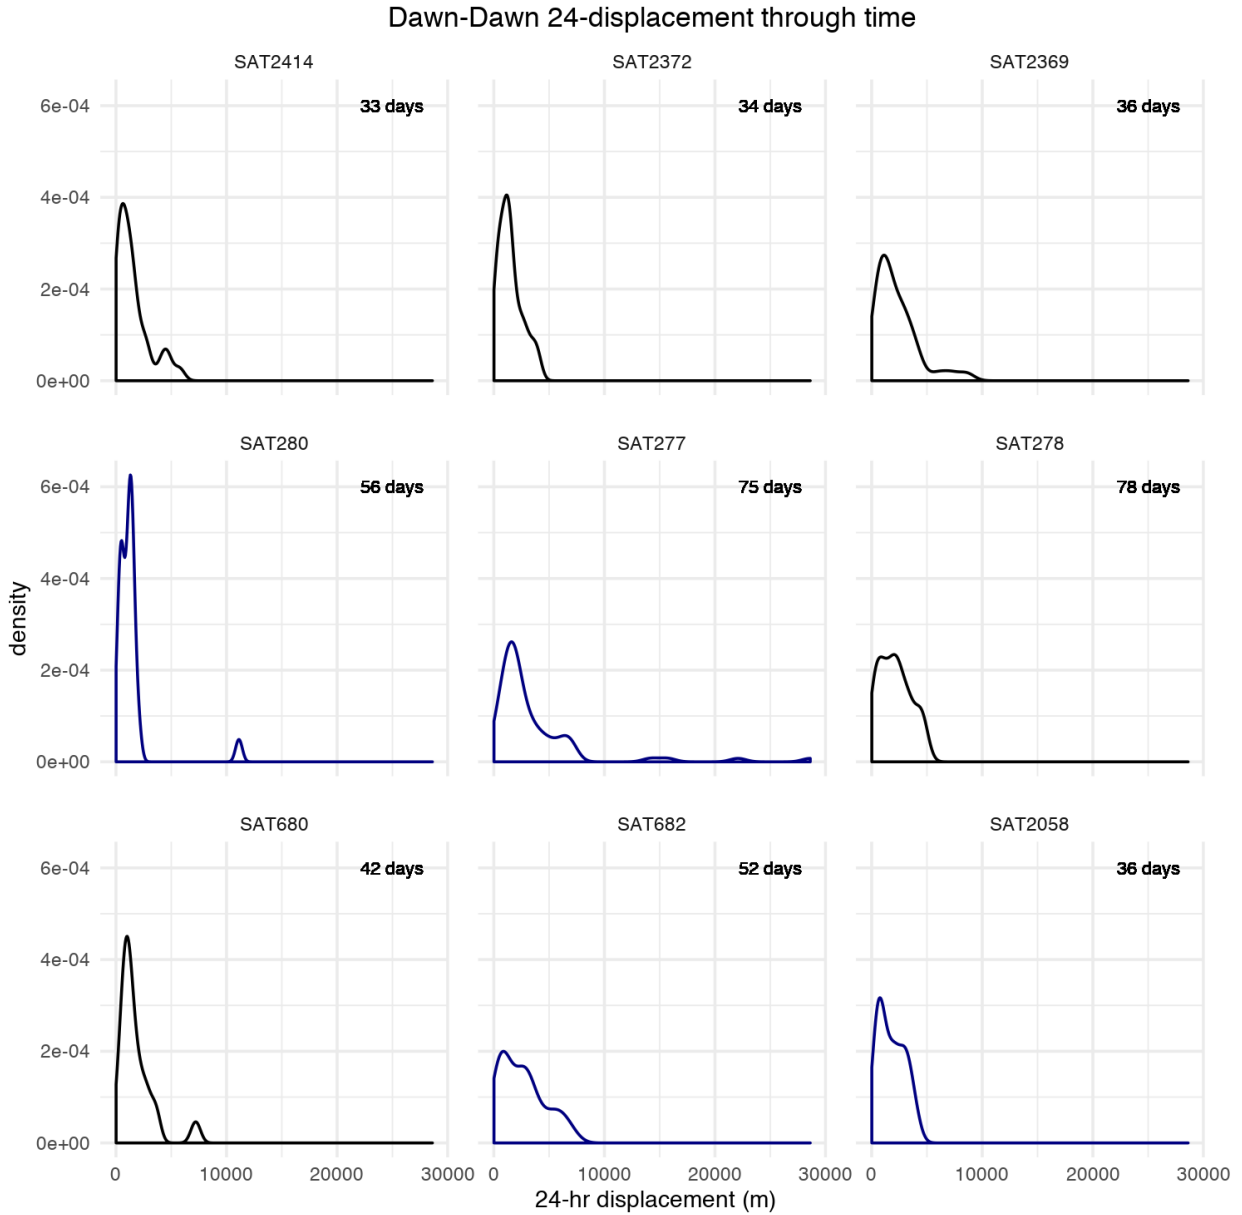 Dawn-Dawn 24-displacement through time
SAT2414 SAT2372 SAT2369
6e-04 33 days 34 days 36 days
4e-04
2e-04
0e+00
SAT280 SAT277 SAT278
6e-04 56 days 75 days 78 days
4e-04
density
2e-04
0e+00
SAT680 SAT682 SAT2058
6e-04 42 days 52 days 36 days
4e-04
2e-04
0e+00
0 10000 20000 30000 0 10000 20000 30000 0 10000 20000 30000
24-hr displacement (m)